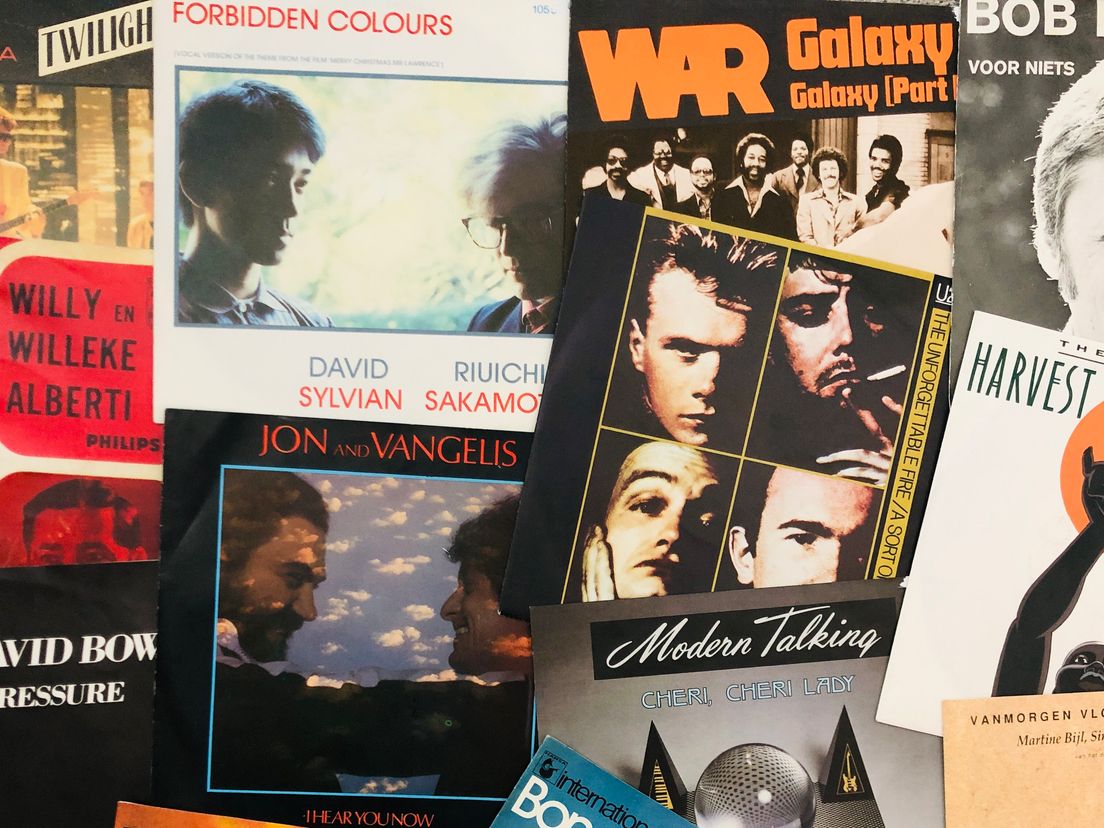 A
TWILIGH
WILLY EN
WILLEKE
ALBERTI
PHILIPS
AVID BOW
RESSURE
FORBIDDEN COLOURS
(VOCAL VERSION OF THE THEME FROM THE FILM 'MERRY CHRISTMAS MR LAWRENCE')
105
DAVID RIUICHI
SYLVIAN SAKAMOT
JON AND VANGELIS
I HEAR YOU NOW
WAR
Galaxy
Galaxy [Part
U2
THE UNFORGETTABLE FIRE/A SORT O
Modern Talking
CHERI, CHERI LADY
international
Bon
BOB
VOOR NIETS
THE
HARVEST
VANMORGEN VLO
Martine Bijl, Sin